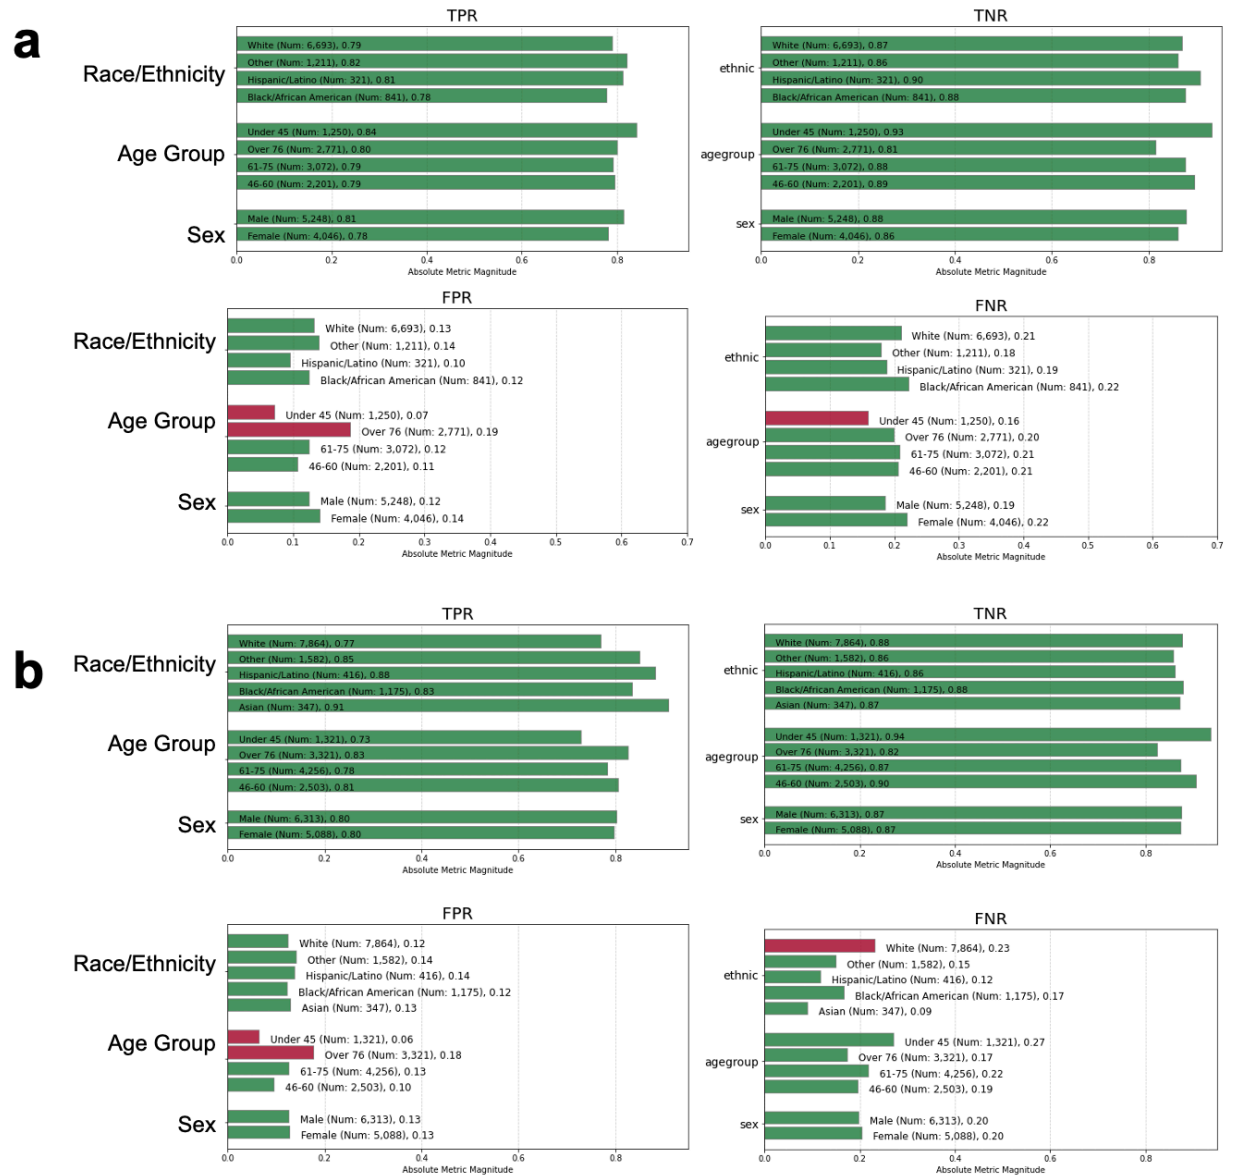 a
TPR
Race/Ethnicity
White (Num: 6,693), 0.79
Other (Num: 1,211), 0.82
Hispanic/Latino (Num: 321), 0.81
Black/African American (Num: 841), 0.78
Age Group
Under 45 (Num: 1,250), 0.84
Over 76 (Num: 2,771), 0.80
61-75 (Num: 3,072), 0.79
46-60 (Num: 2,201), 0.79
Sex
Male (Num: 5,248), 0.81
Female (Num: 4,046), 0.78
0.0 0.2 0.4 0.6 0.8
Absolute Metric Magnitude
TNR
ethnic
White (Num: 6,693), 0.87
Other (Num: 1,211), 0.86
Hispanic/Latino (Num: 321), 0.90
Black/African American (Num: 841), 0.88
agegroup
Under 45 (Num: 1,250), 0.93
Over 76 (Num: 2,771), 0.81
61-75 (Num: 3,072), 0.88
46-60 (Num: 2,201), 0.89
sex
Male (Num: 5,248), 0.88
Female (Num: 4,046), 0.86
0.0 0.2 0.4 0.6 0.8
Absolute Metric Magnitude
FPR
Race/Ethnicity
White (Num: 6,693), 0.13
Other (Num: 1,211), 0.14
Hispanic/Latino (Num: 321), 0.10
Black/African American (Num: 841), 0.12
Age Group
Under 45 (Num: 1,250), 0.07
Over 76 (Num: 2,771), 0.19
61-75 (Num: 3,072), 0.12
46-60 (Num: 2,201), 0.11
Sex
Male (Num: 5,248), 0.12
Female (Num: 4,046), 0.14
0.0 0.1 0.2 0.3 0.4 0.5 0.6 0.7
Absolute Metric Magnitude
FNR
ethnic
White (Num: 6,693), 0.21
Other (Num: 1,211), 0.18
Hispanic/Latino (Num: 321), 0.19
Black/African American (Num: 841), 0.22
agegroup
Under 45 (Num: 1,250), 0.16
Over 76 (Num: 2,771), 0.20
61-75 (Num: 3,072), 0.21
46-60 (Num: 2,201), 0.21
sex
Male (Num: 5,248), 0.19
Female (Num: 4,046), 0.22
0.0 0.1 0.2 0.3 0.4 0.5 0.6 0.7
Absolute Metric Magnitude
b
TPR
Race/Ethnicity
White (Num: 7,864), 0.77
Other (Num: 1,582), 0.85
Hispanic/Latino (Num: 416), 0.88
Black/African American (Num: 1,175), 0.83
Asian (Num: 347), 0.91
Age Group
Under 45 (Num: 1,321), 0.73
Over 76 (Num: 3,321), 0.83
61-75 (Num: 4,256), 0.78
46-60 (Num: 2,503), 0.81
Sex
Male (Num: 6,313), 0.80
Female (Num: 5,088), 0.80
0.0 0.2 0.4 0.6 0.8
Absolute Metric Magnitude
TNR
ethnic
White (Num: 7,864), 0.88
Other (Num: 1,582), 0.86
Hispanic/Latino (Num: 416), 0.86
Black/African American (Num: 1,175), 0.88
Asian (Num: 347), 0.87
agegroup
Under 45 (Num: 1,321), 0.94
Over 76 (Num: 3,321), 0.82
61-75 (Num: 4,256), 0.87
46-60 (Num: 2,503), 0.90
sex
Male (Num: 6,313), 0.87
Female (Num: 5,088), 0.87
0.0 0.2 0.4 0.6 0.8
Absolute Metric Magnitude
FPR
Race/Ethnicity
White (Num: 7,864), 0.12
Other (Num: 1,582), 0.14
Hispanic/Latino (Num: 416), 0.14
Black/African American (Num: 1,175), 0.12
Asian (Num: 347), 0.13
Age Group
Under 45 (Num: 1,321), 0.06
Over 76 (Num: 3,321), 0.18
61-75 (Num: 4,256), 0.13
46-60 (Num: 2,503), 0.10
Sex
Male (Num: 6,313), 0.13
Female (Num: 5,088), 0.13
0.0 0.2 0.4 0.6 0.8
Absolute Metric Magnitude
FNR
ethnic
White (Num: 7,864), 0.23
Other (Num: 1,582), 0.15
Hispanic/Latino (Num: 416), 0.12
Black/African American (Num: 1,175), 0.17
Asian (Num: 347), 0.09
agegroup
Under 45 (Num: 1,321), 0.27
Over 76 (Num: 3,321), 0.17
61-75 (Num: 4,256), 0.22
46-60 (Num: 2,503), 0.19
sex
Male (Num: 6,313), 0.20
Female (Num: 5,088), 0.20
0.0 0.2 0.4 0.6 0.8
Absolute Metric Magnitude